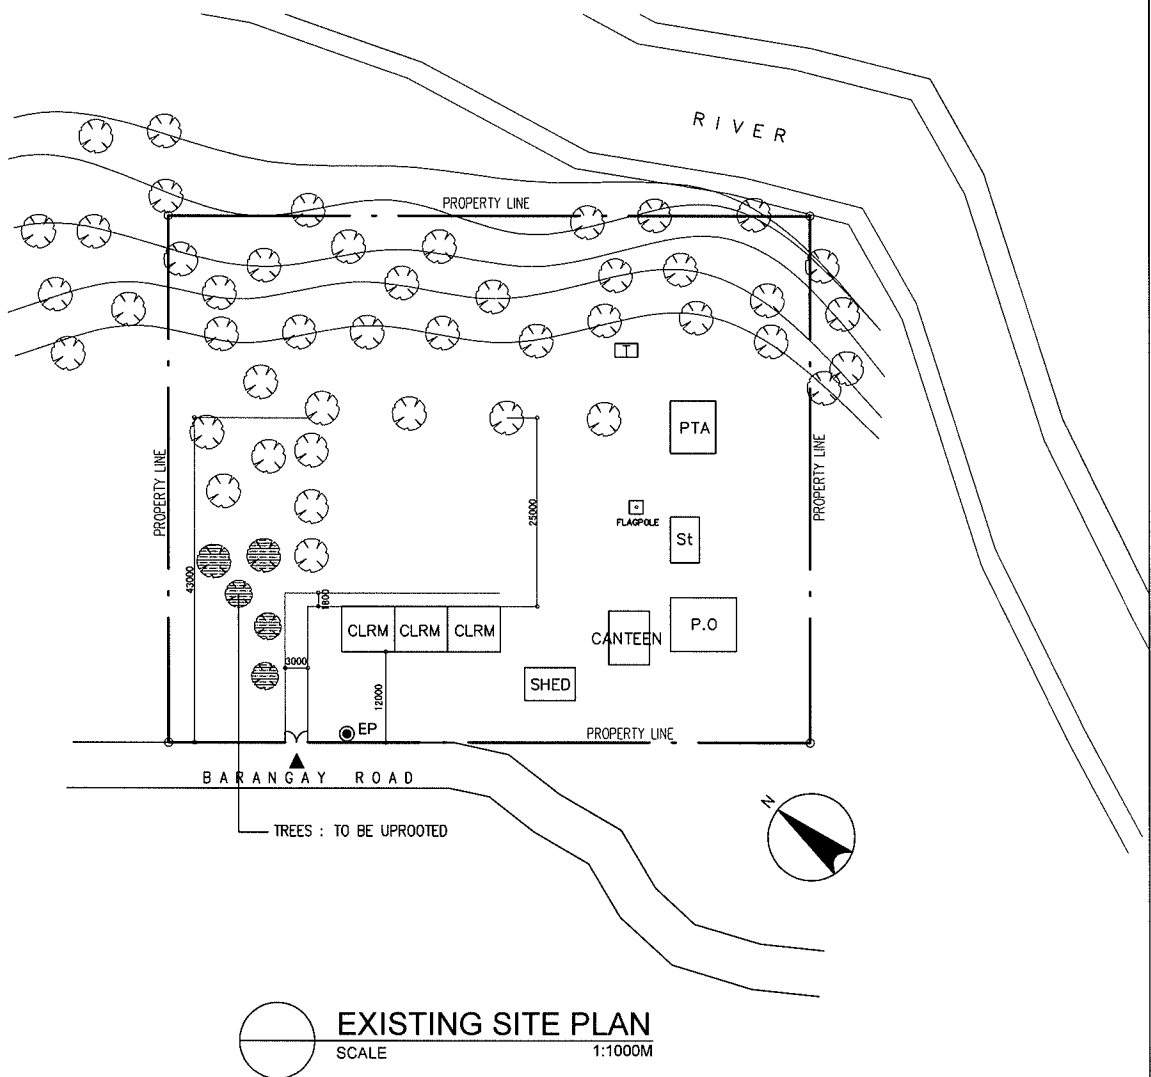 RIVER
PROPERTY LINE
T
PTA
PROPERTY LINE
PROPERTY LINE
25000
FLAGPOLE
St
43000
1800
CLRM CLRM CLRM
CANTEEN
P.O
3000
12000
SHED
EP
PROPERTY LINE
BARANGAY ROAD
N
TREES : TO BE UPROOTED
EXISTING SITE PLAN
SCALE 1:1000M